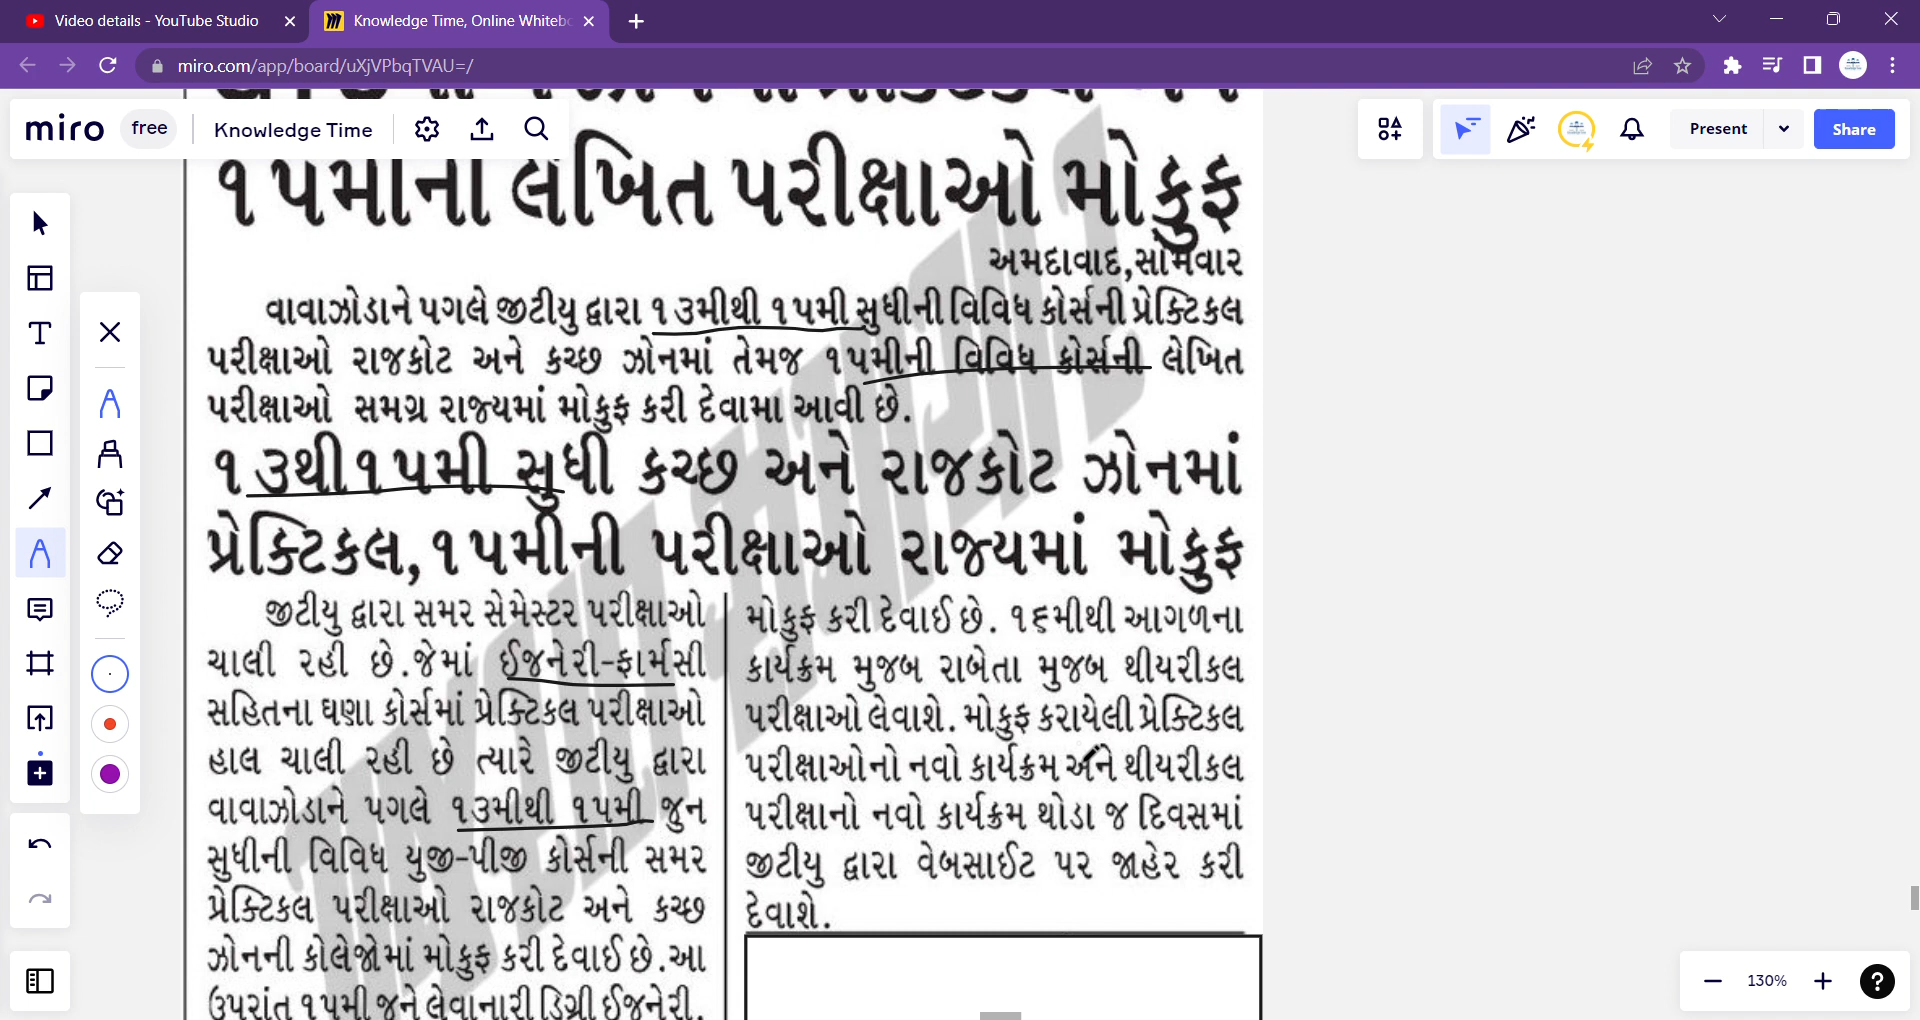 Video details - YouTube Studio
Knowledge Time, Online Whitebo
miro.com/app/board/uXjVPbqTVAU=/
miro free Knowledge Time
Present Share
૧૫માની લેખિત પરીક્ષાઓ મોકુફ
અમદાવાદ,સોમવાર
વાવાઝોડાને પગલે જીટીયુ દ્વારા ૧૩મીથી ૧૫મી સુધીની વિવિધ કોર્સની પ્રેક્ટિકલ
પરીક્ષાઓ રાજકોટ અને કચ્છ ઝોનમાં તેમજ ૧૫મીની વિવિધ કોર્સની લેખિત
પરીક્ષાઓ સમગ્ર રાજ્યમાં મોકુફ કરી દેવામા આવી છે.
૧૩થી૧૫મી સુધી કચ્છ અને રાજકોટ ઝોનમાં
પ્રેક્ટિકલ,૧૫મીની પરીક્ષાઓ રાજ્યમાં મોકુફ
જીટીયુ દ્વારા સમર સેમેસ્ટર પરીક્ષાઓ
ચાલી રહી છે.જેમાં ઈજનેરી-ફાર્મસી
સહિતના ઘણા કોર્સમાં પ્રેક્ટિકલ પરીક્ષાઓ
હાલ ચાલી રહી છે ત્યારે જીટીયુ દ્વારા
વાવાઝોડાને પગલે ૧૩મીથી ૧૫મી જુન
સુધીની વિવિધ યુજી-પીજી કોર્સની સમર
પ્રેક્ટિકલ પરીક્ષાઓ રાજકોટ અને કચ્છ
ઝોનની કોલેજોમાં મોકુફ કરી દેવાઈ છે.આ
ઉપરાંત ૧૫મી જુને લેવાનારી ડિગ્રી ઈજનેરી,
મોકુફ કરી દેવાઈ છે. ૧૬મીથી આગળના
કાર્યક્રમ મુજબ રાબેતા મુજબ થીયરીકલ
પરીક્ષાઓ લેવાશે. મોકુફ કરાયેલી પ્રેક્ટિકલ
પરીક્ષાઓનો નવો કાર્યક્રમ અને થીયરીકલ
પરીક્ષાનો નવો કાર્યક્રમ થોડા જ દિવસમાં
જીટીયુ દ્વારા વેબસાઈટ પર જાહેર કરી
દેવાશે.
130%